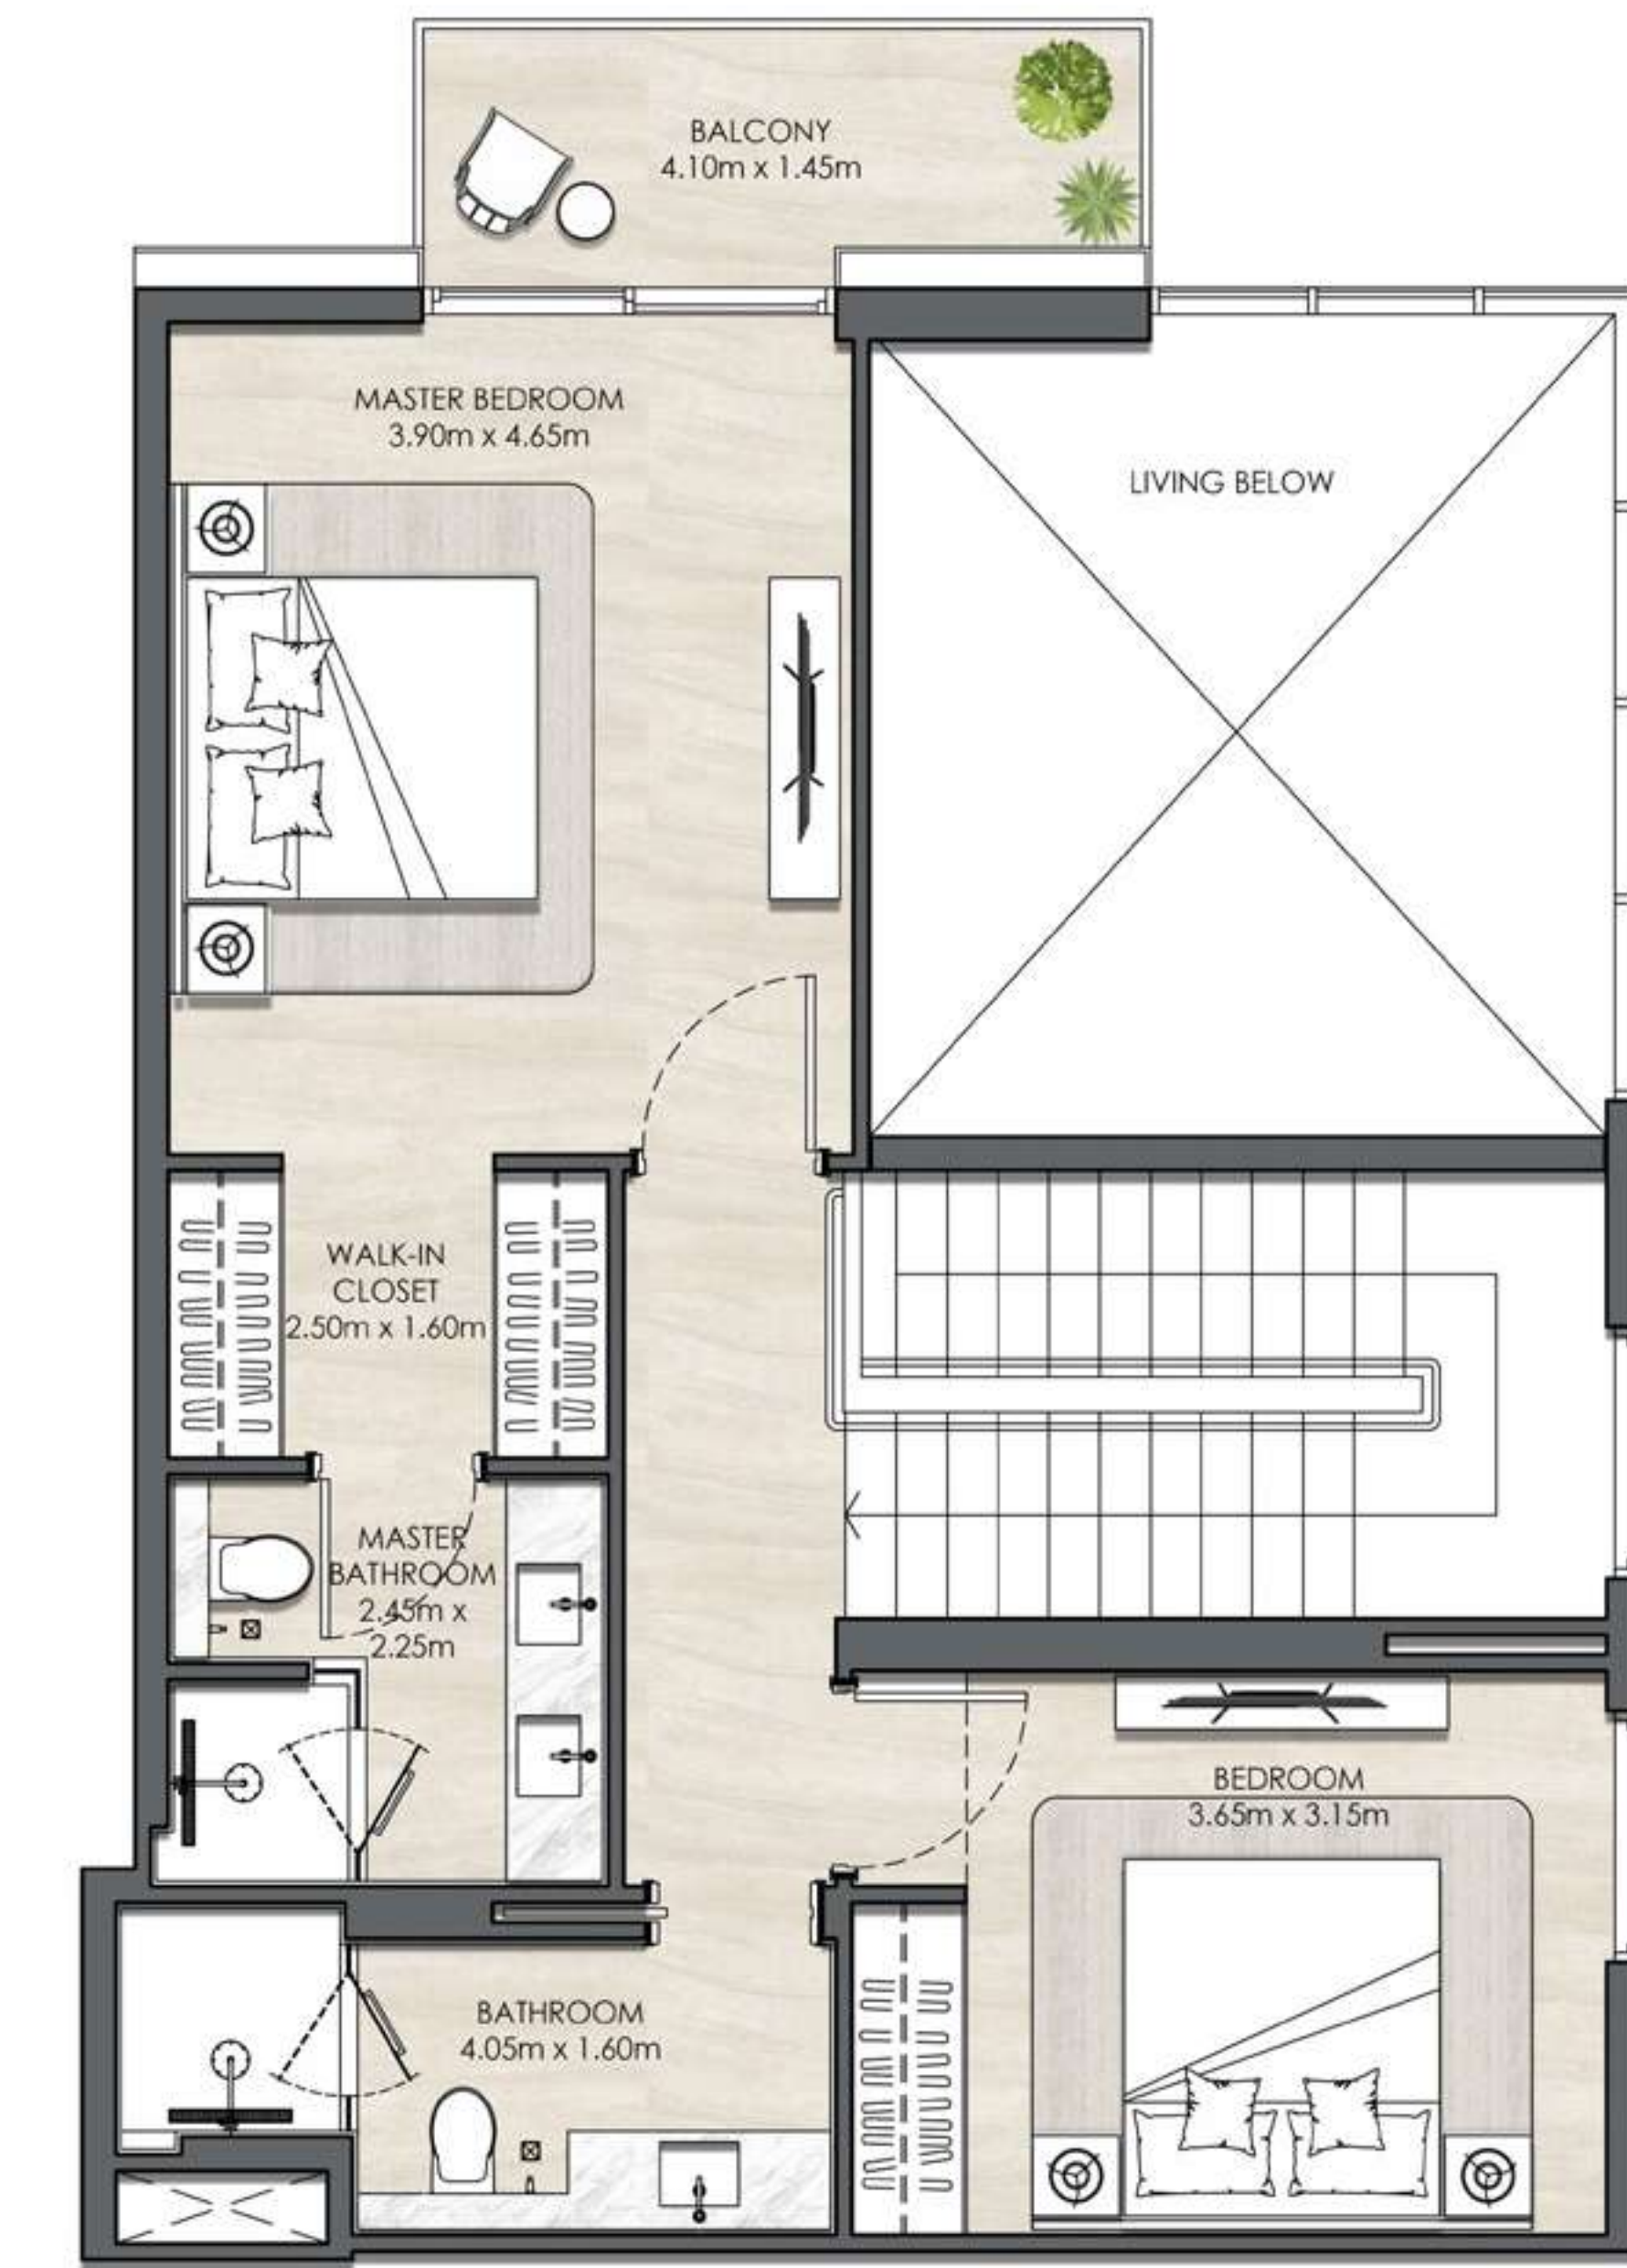 BALCONY
4.10m x 1.45m
MASTER BEDROOM
3.90m x 4.65m
LIVING BELOW
WALK-IN
CLOSET
2.50m x 1.60m
MASTER
BATHROOM
2.45m x
2.25m
BEDROOM
3.65m x 3.15m
BATHROOM
4.05m x 1.60m